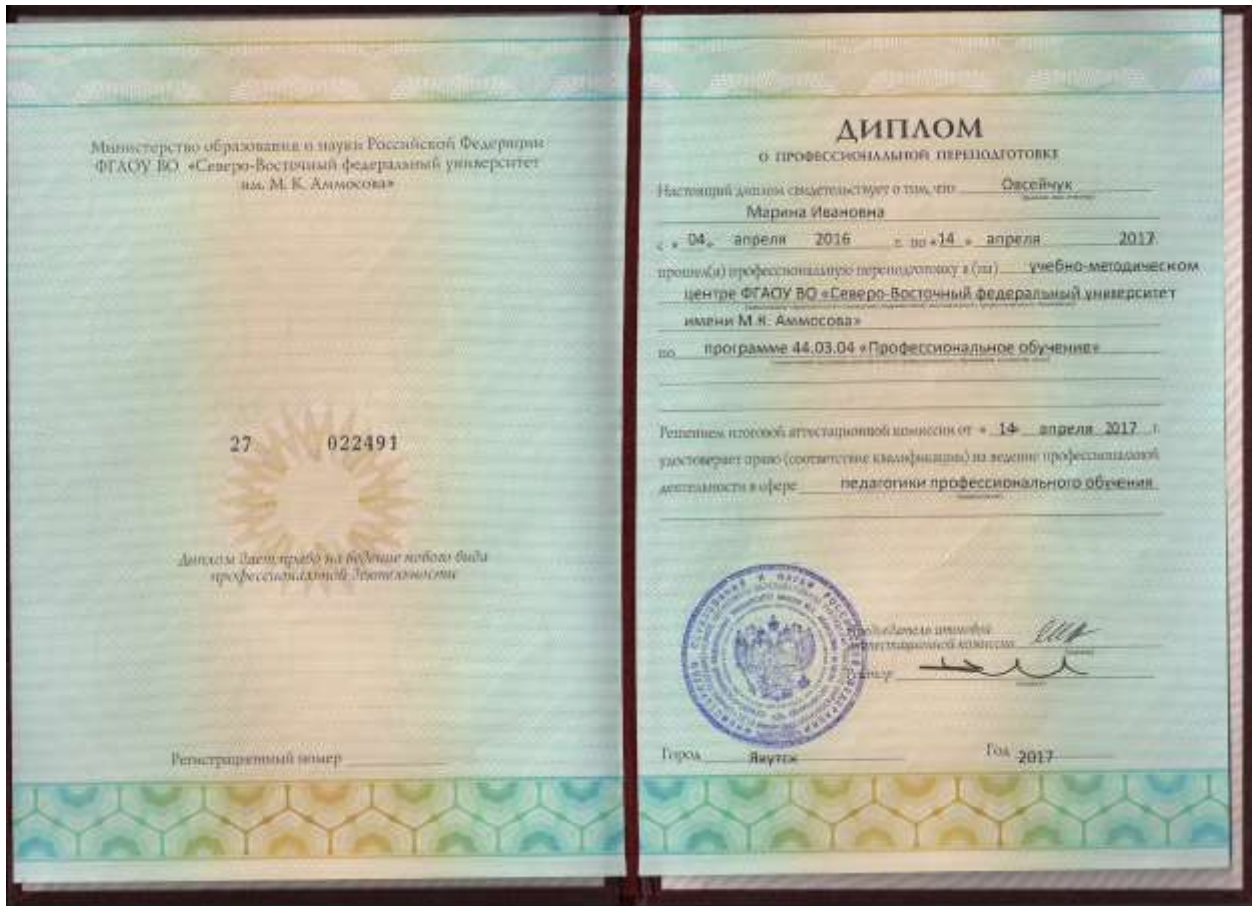 Министерство образования и науки Российской Федерации
ФГАОУ ВО «Северо-Восточный федеральный университет
им. М. К. Аммосова»
27 022491
Диплом дает право на ведение нового вида
профессиональной деятельности
Регистрационный номер
ДИПЛОМ
О ПРОФЕССИОНАЛЬНОЙ ПЕРЕПОДГОТОВКЕ
Настоящий диплом свидетельствует о том, что Овсейчук
Марина Ивановна
с « 04 » апреля 2016 г. по «14 » апреля 2017
прошел(а) профессиональную переподготовку в (на) учебно-методическом
центре ФГАОУ ВО «Северо-Восточный федеральный университет
имени М.К. Аммосова»
по программе 44.03.04 «Профессиональное обучение»
Решением итоговой аттестационной комиссии от « 14 » апреля 2017 г.
удостоверяет право (соответствие квалификации) на ведение профессиональной
деятельности в сфере педагогики профессионального обучения
Председатель итоговой
аттестационной комиссии
Ректор
Город Якутск Год 2017